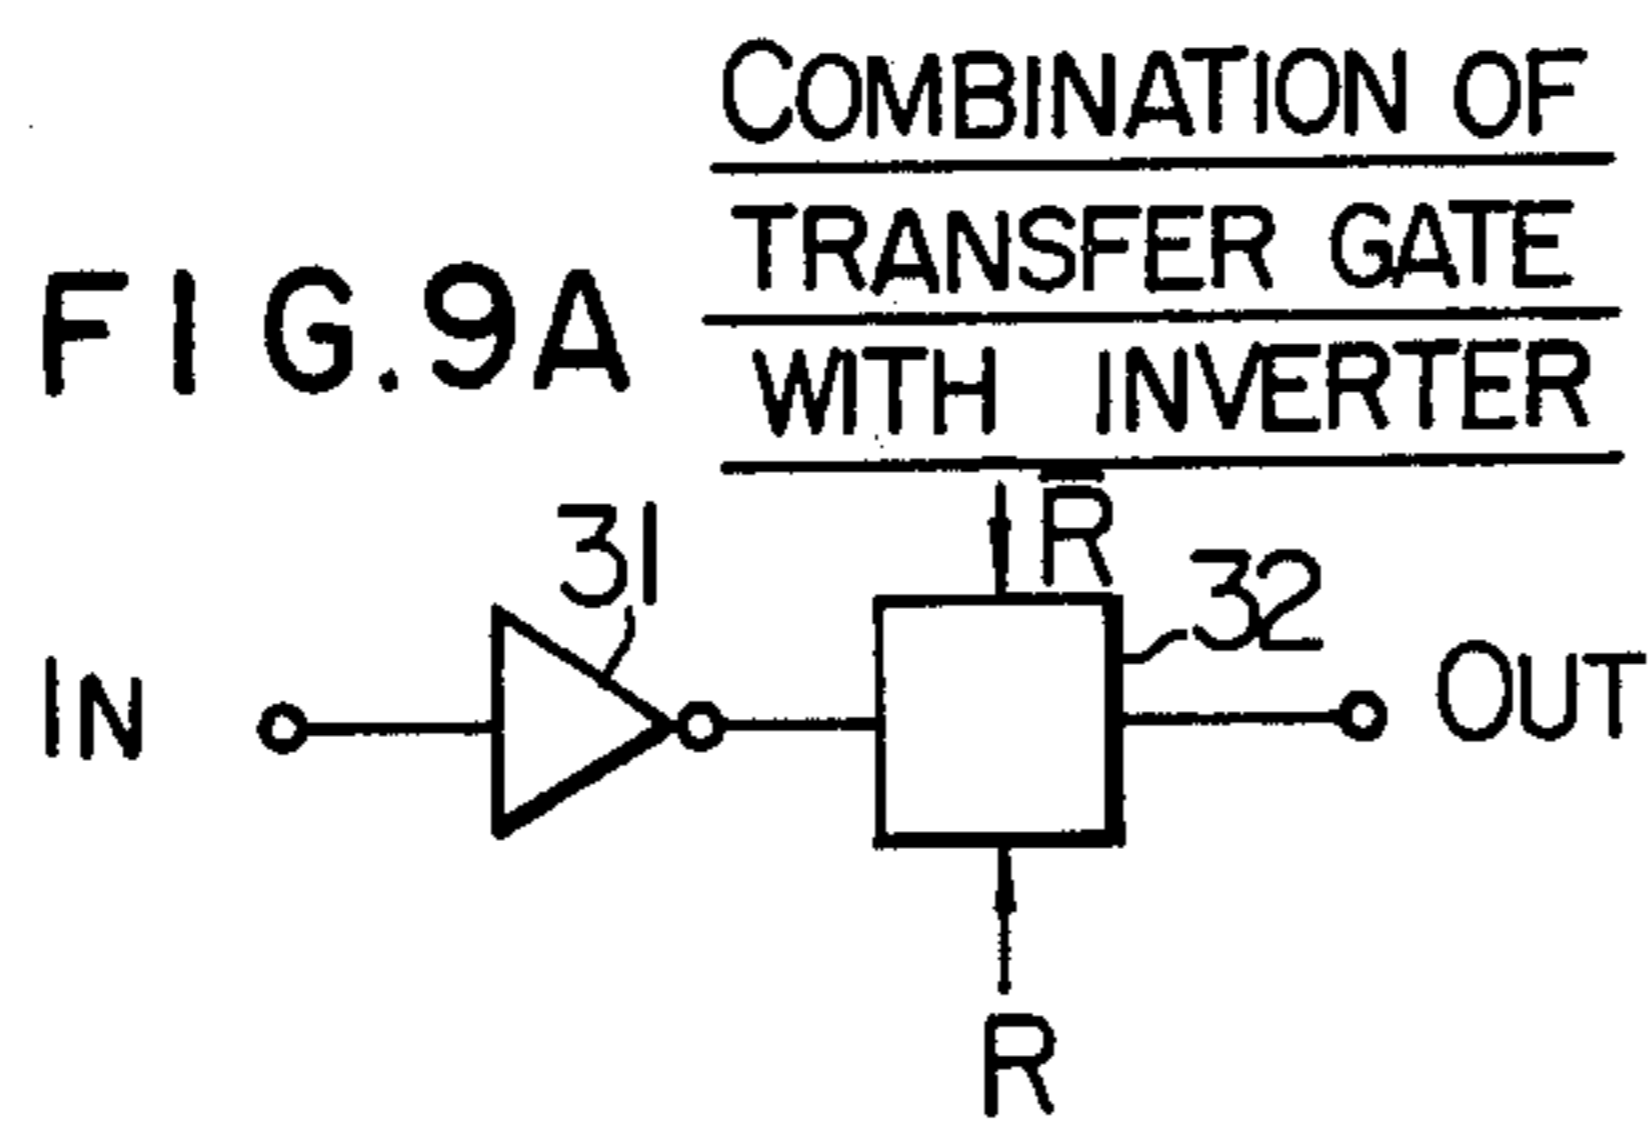 COMBINATION OF
TRANSFER GATE
WITH INVERTER
FIG.9A
R̅
31
32
IN
OUT
R